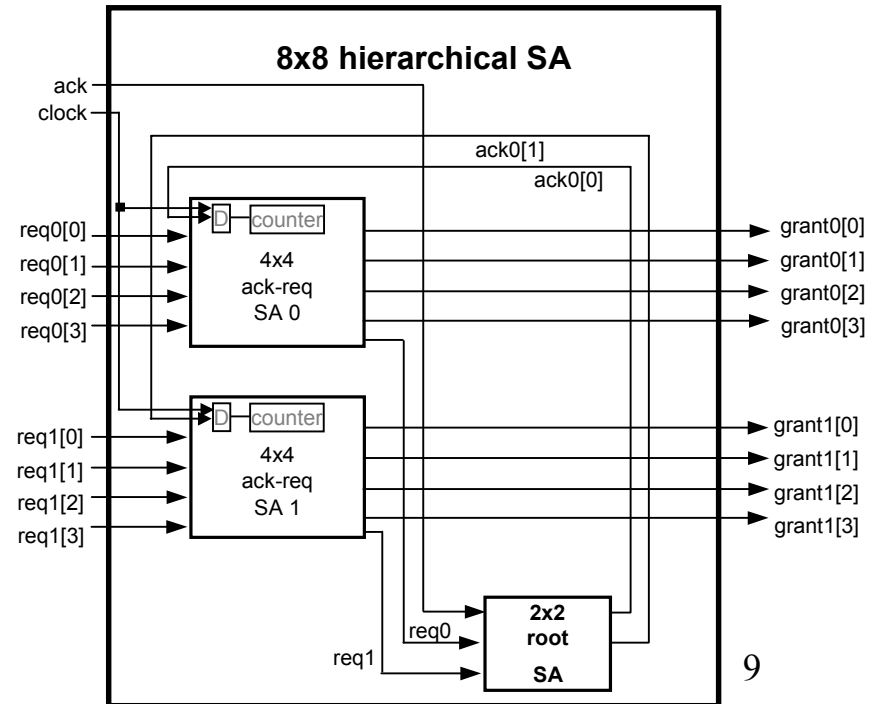 8x8 hierarchical SA
ack
clock
ack0[1]
ack0[0]
D
counter
req0[0]
req0[1]
req0[2]
req0[3]
4x4
ack-req
SA 0
grant0[0]
grant0[1]
grant0[2]
grant0[3]
D
counter
req1[0]
req1[1]
req1[2]
req1[3]
4x4
ack-req
SA 1
grant1[0]
grant1[1]
grant1[2]
grant1[3]
req0
req1
2x2
root
SA
9